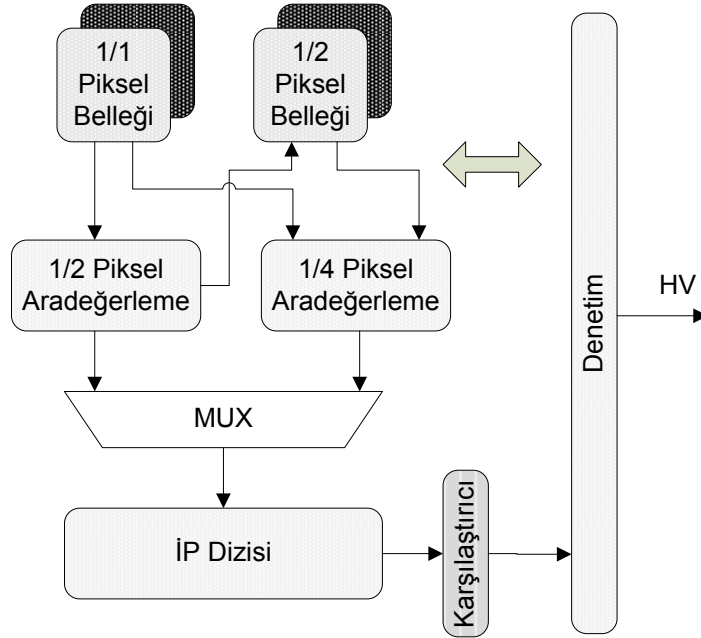 1/1
Piksel
Belleği
1/2
Piksel
Belleği
1/2 Piksel
Aradeğerleme
1/4 Piksel
Aradeğerleme
MUX
İP Dizisi
Karşılaştırıcı
Denetim
HV